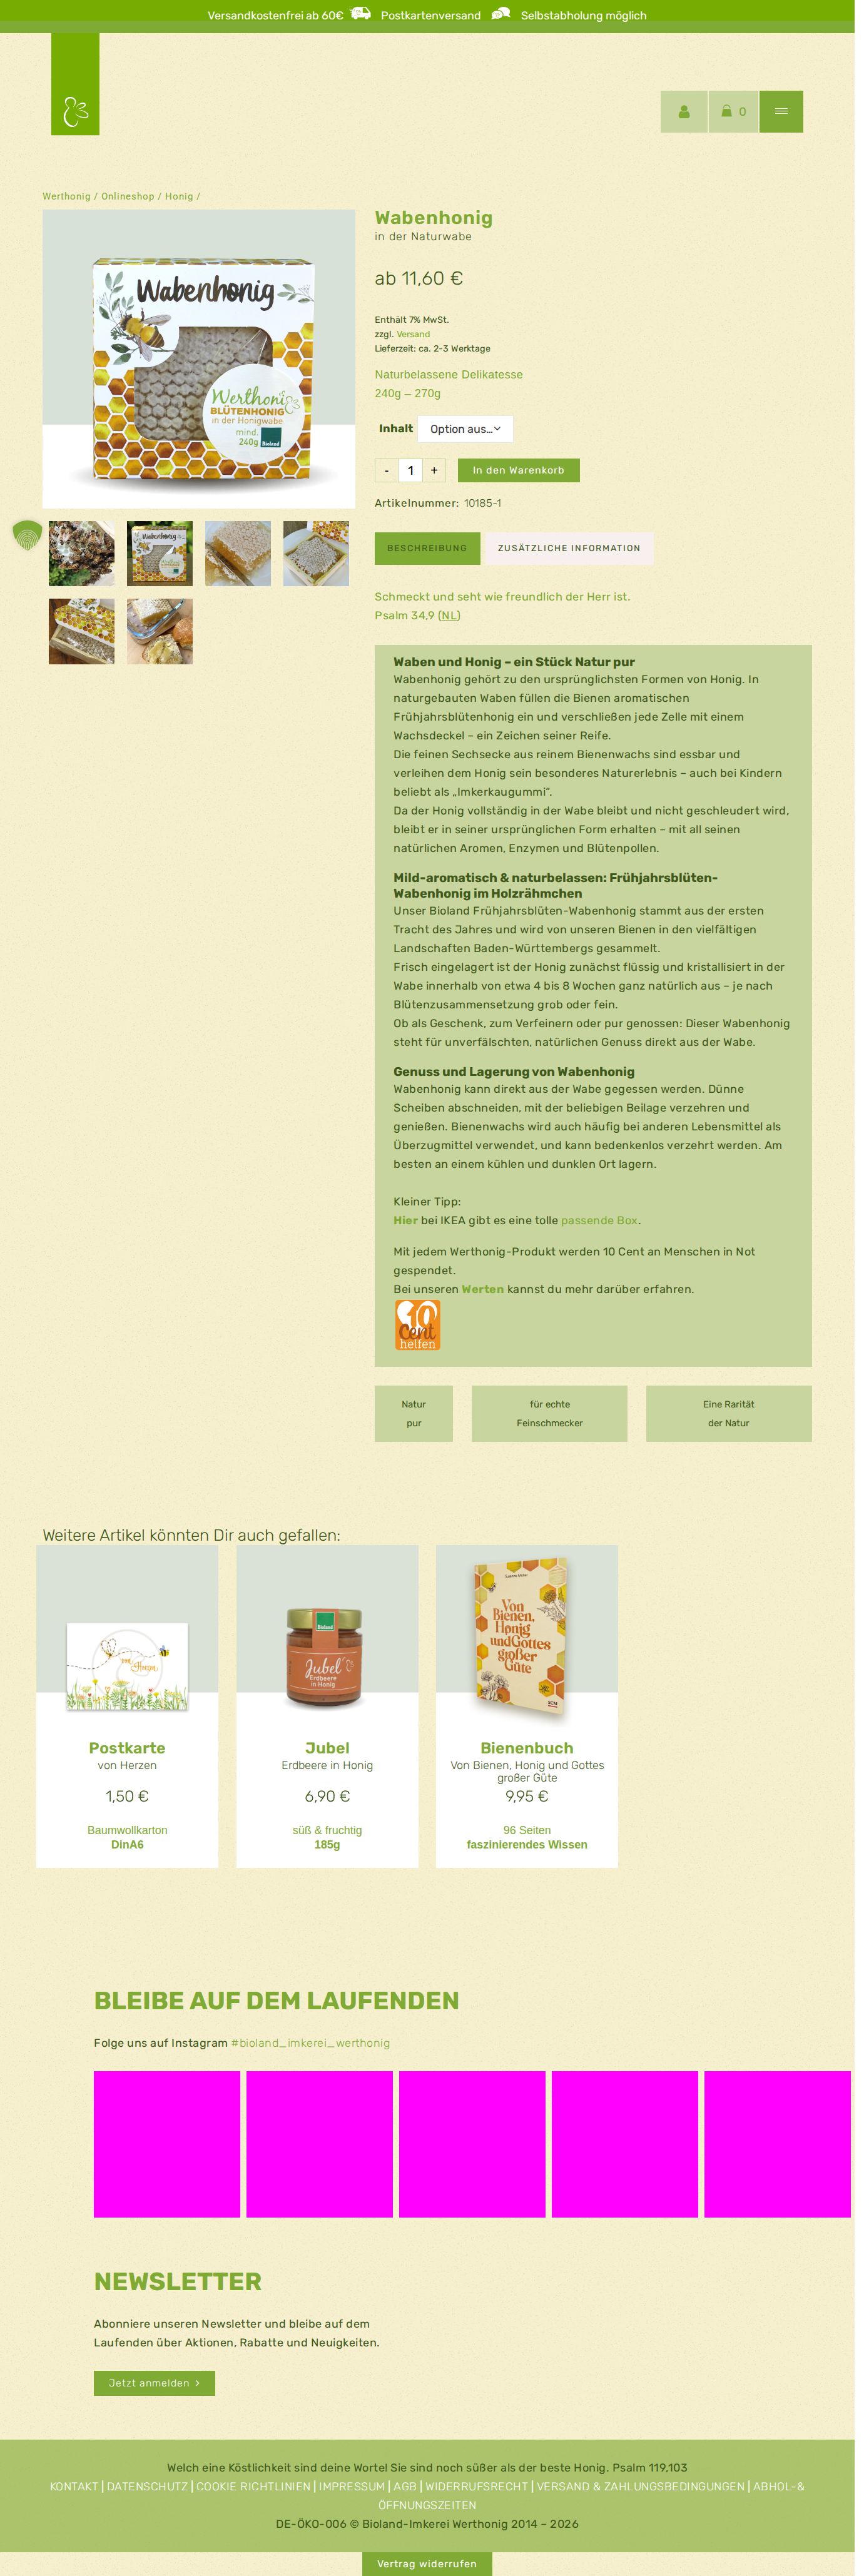 Versandkostenfrei ab 60€ Postkartenversand Selbstabholung möglich
0
Werthonig / Onlineshop / Honig /
Wabenhonig
Werthoni
BLÜTENHONIG
in der Honigwabe
mind.
240g
Bioland
Wabenhonig
in der Naturwabe
ab 11,60 €
Enthält 7% MwSt.
zzgl. Versand
Lieferzeit: ca. 2-3 Werktage
Naturbelassene Delikatesse
240g – 270g
Inhalt Option aus...
- 1 + In den Warenkorb
Artikelnummer: 10185-1
BESCHREIBUNG ZUSÄTZLICHE INFORMATION
Schmeckt und seht wie freundlich der Herr ist.
Psalm 34,9 (NL)
Waben und Honig – ein Stück Natur pur
Wabenhonig gehört zu den ursprünglichsten Formen von Honig. In
naturgebauten Waben füllen die Bienen aromatischen
Frühjahrsblütenhonig ein und verschließen jede Zelle mit einem
Wachsdeckel – ein Zeichen seiner Reife.
Die feinen Sechsecke aus reinem Bienenwachs sind essbar und
verleihen dem Honig sein besonderes Naturerlebnis – auch bei Kindern
beliebt als „Imkerkaugummi“.
Da der Honig vollständig in der Wabe bleibt und nicht geschleudert wird,
bleibt er in seiner ursprünglichen Form erhalten – mit all seinen
natürlichen Aromen, Enzymen und Blütenpollen.
Mild-aromatisch & naturbelassen: Frühjahrsblüten-
Wabenhonig im Holzrähmchen
Unser Bioland Frühjahrsblüten-Wabenhonig stammt aus der ersten
Tracht des Jahres und wird von unseren Bienen in den vielfältigen
Landschaften Baden-Württembergs gesammelt.
Frisch eingelagert ist der Honig zunächst flüssig und kristallisiert in der
Wabe innerhalb von etwa 4 bis 8 Wochen ganz natürlich aus – je nach
Blütenzusammensetzung grob oder fein.
Ob als Geschenk, zum Verfeinern oder pur genossen: Dieser Wabenhonig
steht für unverfälschten, natürlichen Genuss direkt aus der Wabe.
Genuss und Lagerung von Wabenhonig
Wabenhonig kann direkt aus der Wabe gegessen werden. Dünne
Scheiben abschneiden, mit der beliebigen Beilage verzehren und
genießen. Bienenwachs wird auch häufig bei anderen Lebensmittel als
Überzugmittel verwendet, und kann bedenkenlos verzehrt werden. Am
besten an einem kühlen und dunklen Ort lagern.
Kleiner Tipp:
Hier bei IKEA gibt es eine tolle passende Box.
Mit jedem Werthonig-Produkt werden 10 Cent an Menschen in Not
gespendet.
Bei unseren Werten kannst du mehr darüber erfahren.
10
Cent
helfen
Natur
pur
für echte
Feinschmecker
Eine Rarität
der Natur
Weitere Artikel könnten Dir auch gefallen:
von Herzen
Postkarte
von Herzen
1,50 €
Baumwollkarton
DinA6
Bioland
Jubel
Erdbeere
in Honig
Jubel
Erdbeere in Honig
6,90 €
süß & fruchtig
185g
Von
Bienen,
Honig
und Gottes
großer
Güte
Bienenbuch
Von Bienen, Honig und Gottes
großer Güte
9,95 €
96 Seiten
faszinierendes Wissen
BLEIBE AUF DEM LAUFENDEN
Folge uns auf Instagram #bioland_imkerei_werthonig
NEWSLETTER
Abonniere unseren Newsletter und bleibe auf dem
Laufenden über Aktionen, Rabatte und Neuigkeiten.
Jetzt anmelden >
Welch eine Köstlichkeit sind deine Worte! Sie sind noch süßer als der beste Honig. Psalm 119,103
KONTAKT | DATENSCHUTZ | COOKIE RICHTLINIEN | IMPRESSUM | AGB | WIDERRUFSRECHT | VERSAND & ZAHLUNGSBEDINGUNGEN | ABHOL-&
ÖFFNUNGSZEITEN
DE-ÖKO-006 © Bioland-Imkerei Werthonig 2014 – 2026
Vertrag widerrufen